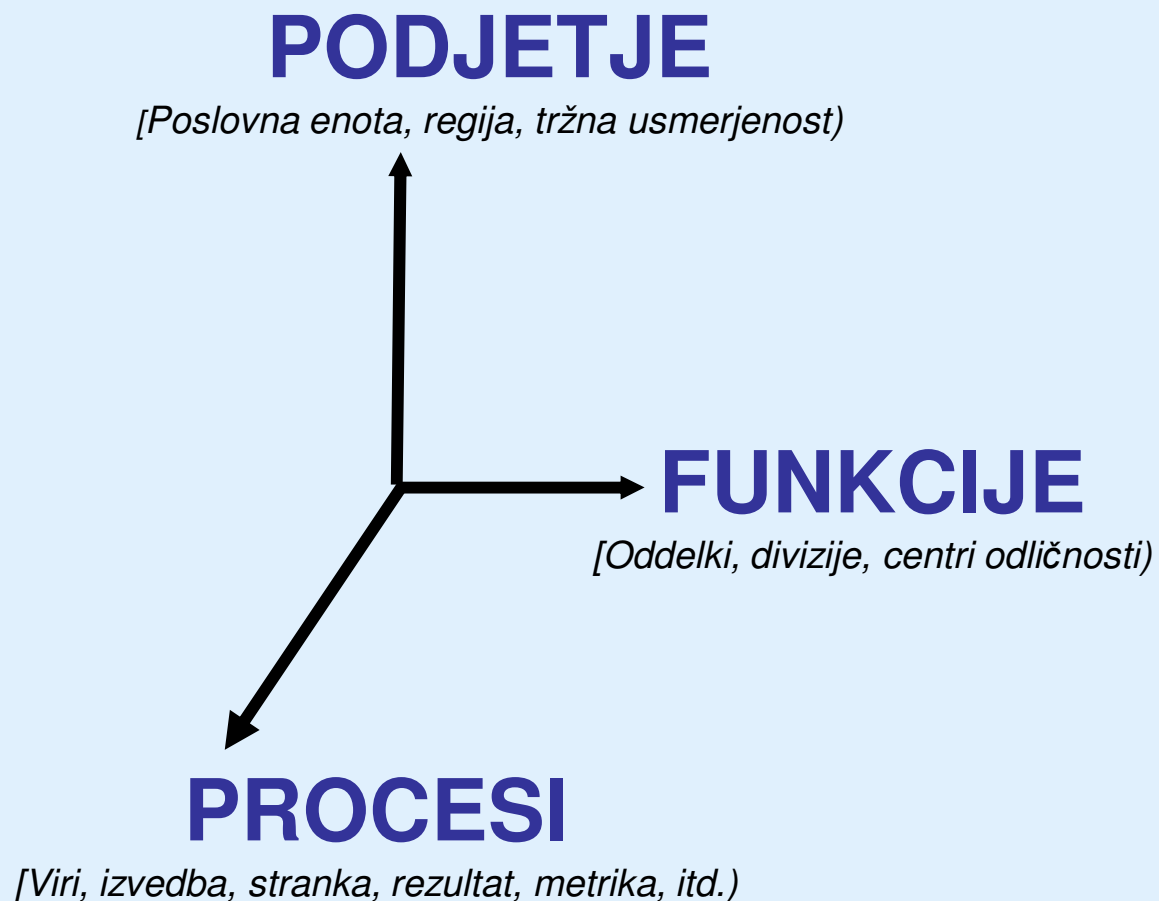 PODJETJE
[Poslovna enota, regija, tržna usmerjenost)
FUNKCIJE
[Oddelki, divizije, centri odličnosti)
PROCESI
[Viri, izvedba, stranka, rezultat, metrika, itd.)